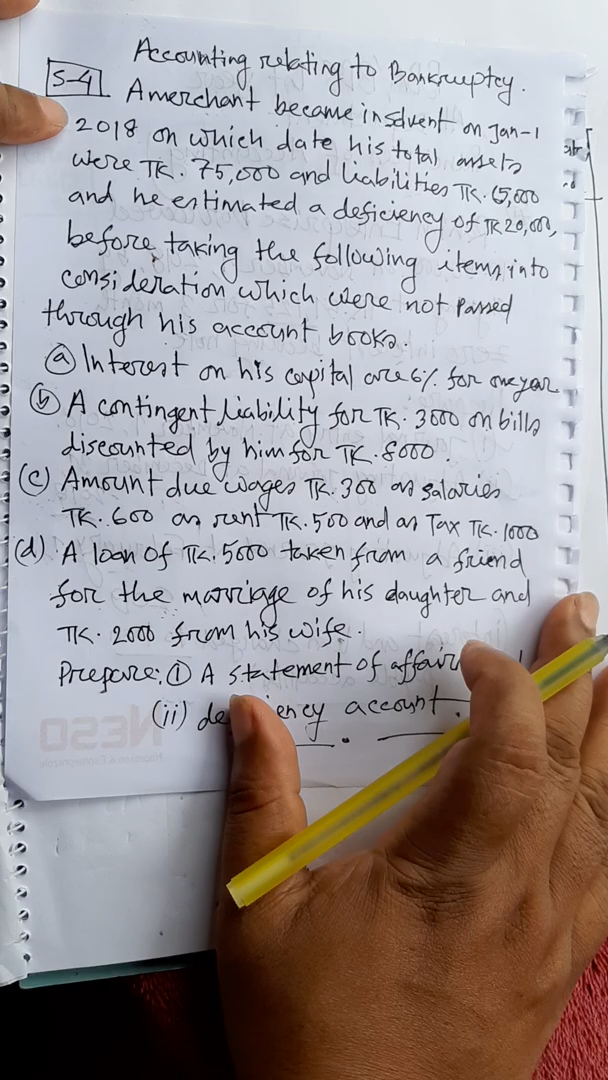 Accounting relating to Bankruptcy.
S-4
A merchant became insolvent on Jan-1
2018 on which date his total assets
were TK. 75,000 and liabilities TK. 65,000
and he estimated a deficiency of TK 20,000,
before taking the following items into
consideration which were not passed
through his account books.
(a) Interest on his capital are 6% for one year
(b) A contingent liability for TK. 3000 on bills
discounted by him for TK. 8000.
(c) Amount due wages TK. 300 as salaries
TK. 600 as rent TK. 500 and as Tax TK. 1000
(d) A loan of TK. 5000 taken from a friend
for the marriage of his daughter and
TK. 2000 from his wife.
Prepare: (i) A statement of affair
(ii) de iency account.